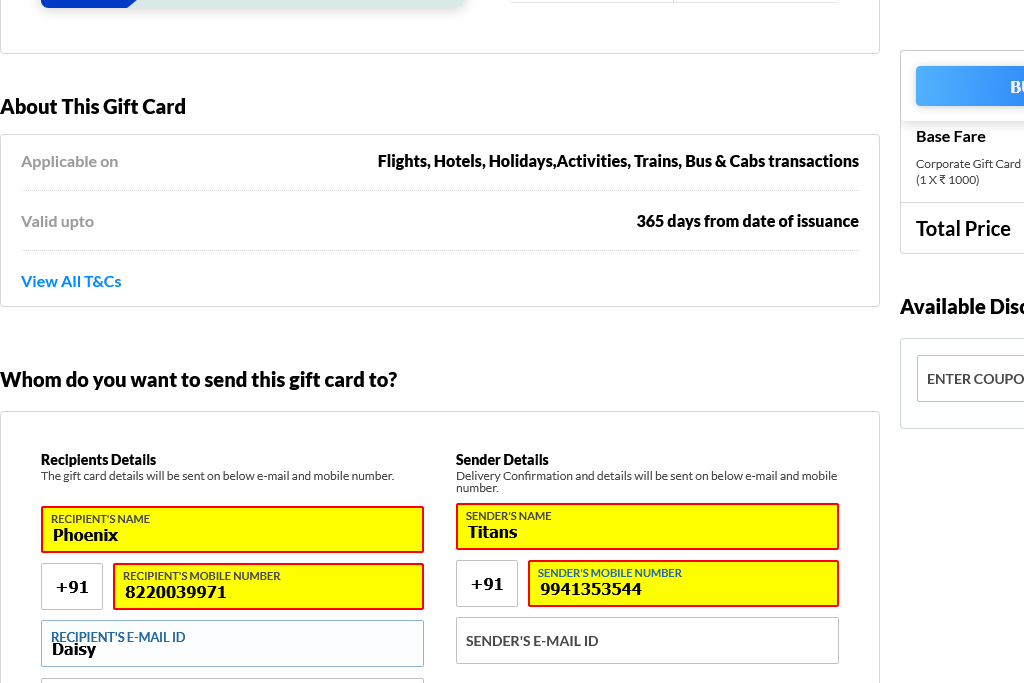 About This Gift Card
Applicable on
Flights, Hotels, Holidays,Activities, Trains, Bus & Cabs transactions
Valid upto
365 days from date of issuance
View All T&Cs
Whom do you want to send this gift card to?
Recipients Details
The gift card details will be sent on below e-mail and mobile number.
RECIPIENT'S NAME
Phoenix
+91
RECIPIENT'S MOBILE NUMBER
8220039971
RECIPIENT'S E-MAIL ID
Daisy
Sender Details
Delivery Confirmation and details will be sent on below e-mail and mobile
number.
SENDER'S NAME
Titans
+91
SENDER'S MOBILE NUMBER
9941353544
SENDER'S E-MAIL ID
Base Fare
Corporate Gift Card
(1 X ₹ 1000)
Total Price
Available
ENTER